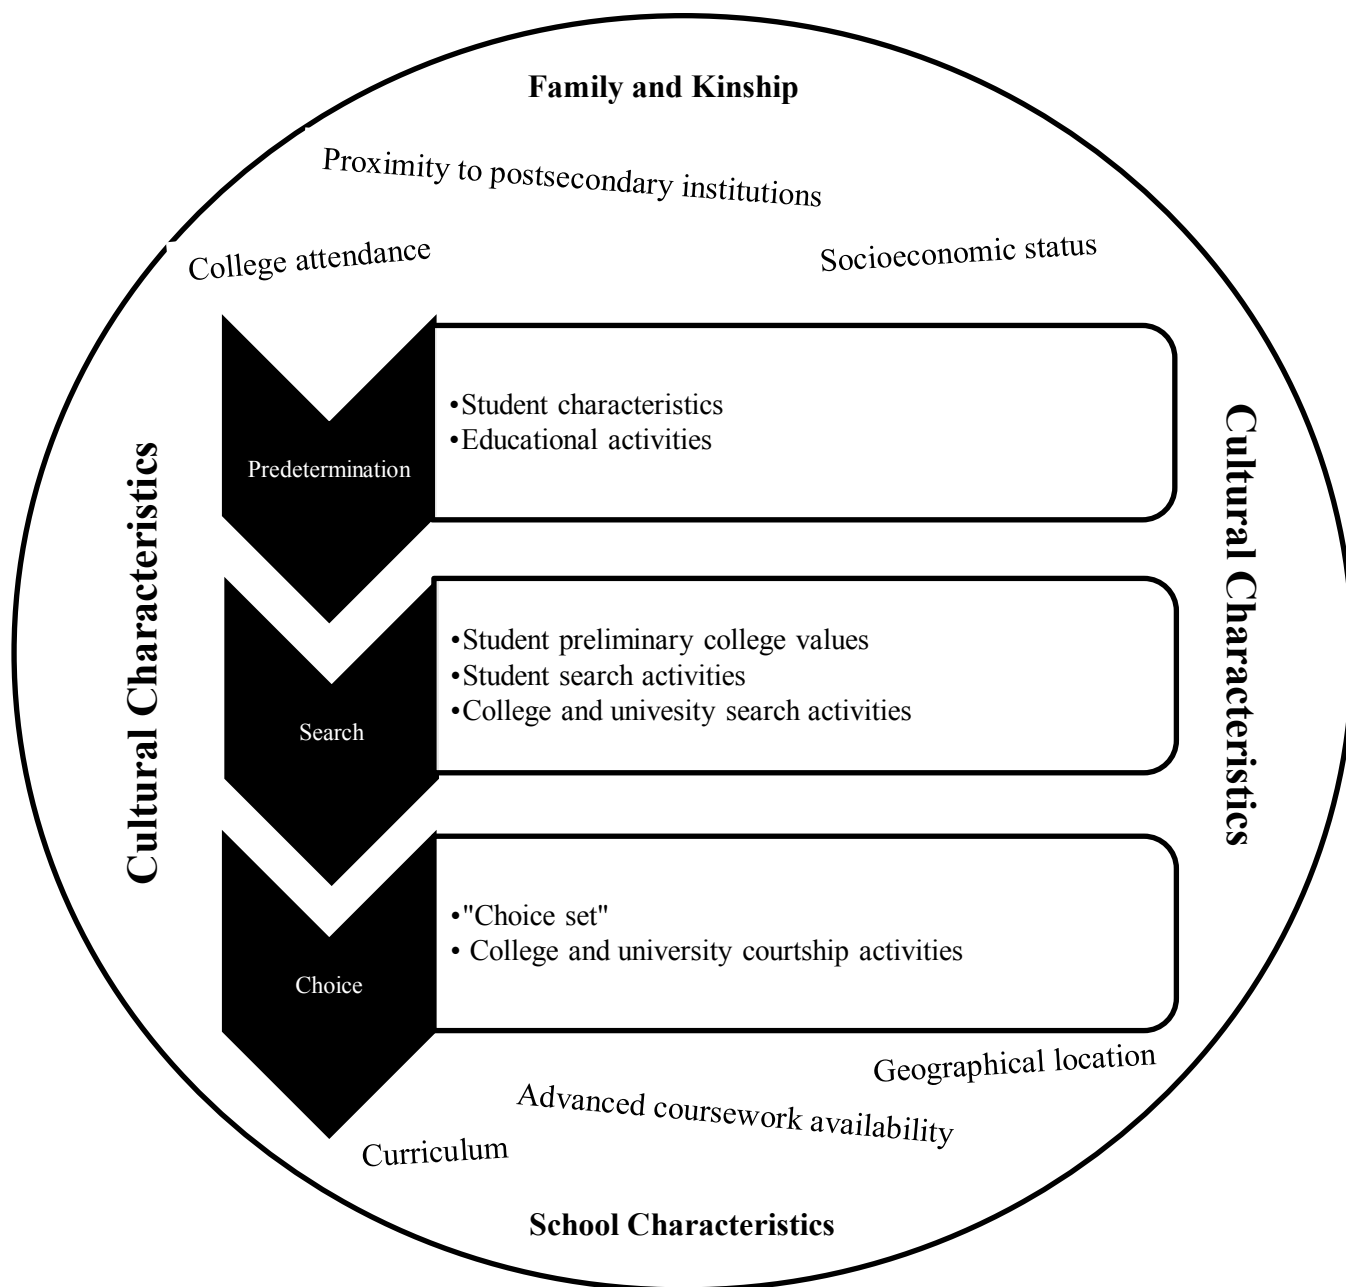 Family and Kinship
Proximity to postsecondary institutions
College attendance
Socioeconomic status
Cultural Characteristics
Predetermination
•Student characteristics
•Educational activities
Cultural Characteristics
Search
•Student preliminary college values
•Student search activities
•College and univesity search activities
Choice
•"Choice set"
• College and university courtship activities
Geographical location
Advanced coursework availability
Curriculum
School Characteristics